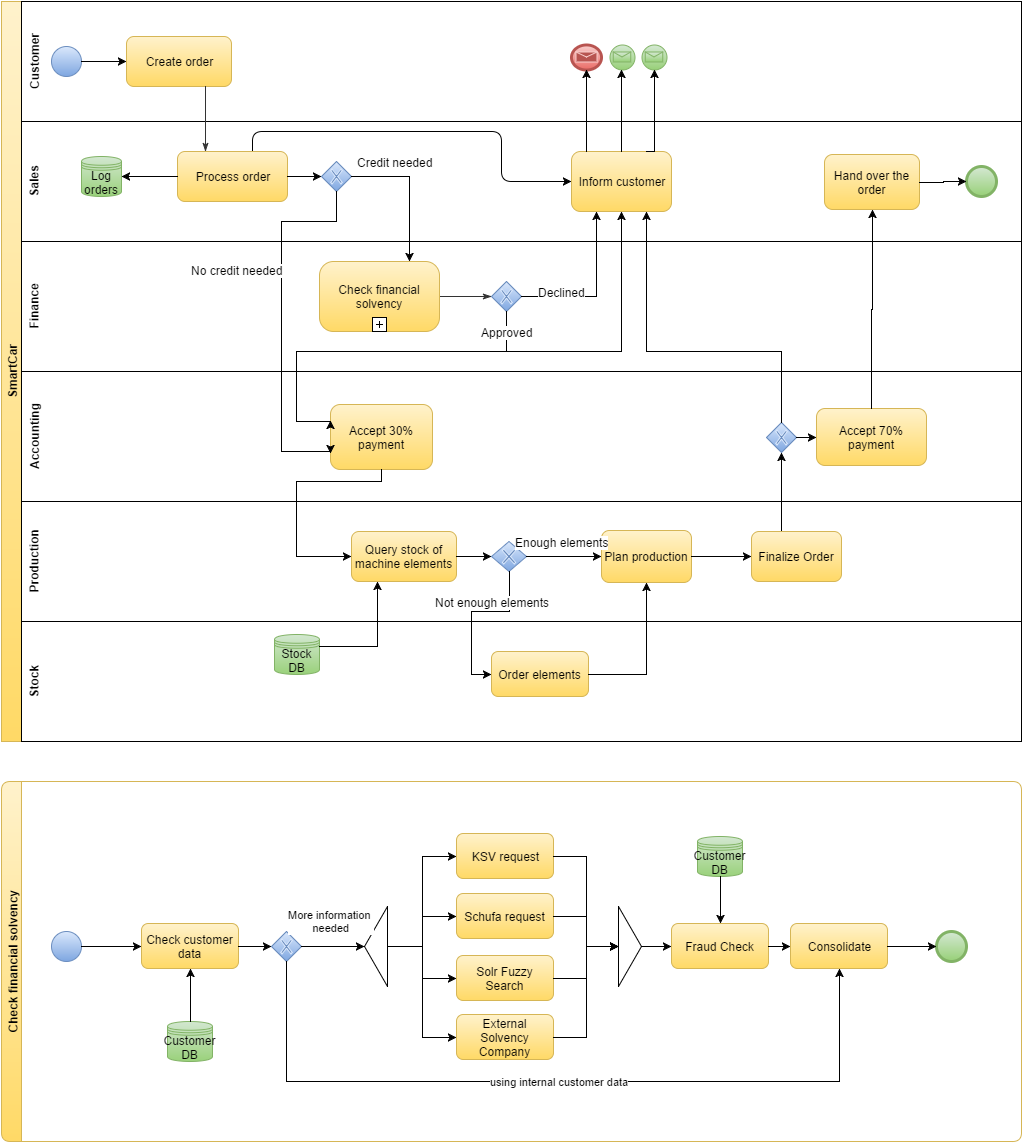 SmartCar
Customer
Create order
Sales
Log
orders
Process order
Credit needed
Inform customer
Hand over the
order
Finance
No credit needed
Check financial
solvency
Declined
Approved
Accounting
Accept 30%
payment
Accept 70%
payment
Production
Query stock of
machine elements
Enough elements
Plan production
Finalize Order
Not enough elements
Stock
Stock
DB
Order elements
Check financial solvency
Check customer
data
Customer
DB
More information
needed
KSV request
Schufa request
Solr Fuzzy
Search
External
Solvency
Company
Customer
DB
Fraud Check
Consolidate
using internal customer data